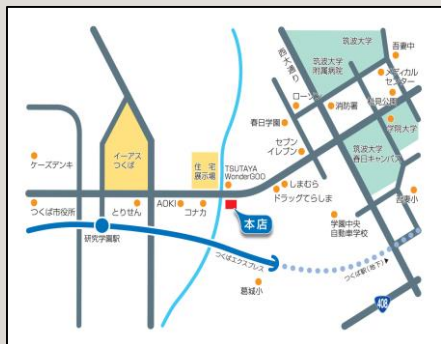 筑波大学
吾妻中
西大通り
筑波大学
附属病院
メディカル
センター
ローソン
消防署
松見公園
春日学園
学院大学
セブン
イレブン
筑波大学
春日キャンパス
イーアス
つくば
住宅
展示場
ケーズデンキ
TSUTAYA
WonderGOO
しまむら
ドラッグてらしま
吾妻小
つくば市役所
とりせん
AOKI
コナカ
本店
学園中央
自動車学校
研究学園駅
つくばエクスプレス
つくば駅(地下)
葛城小
408